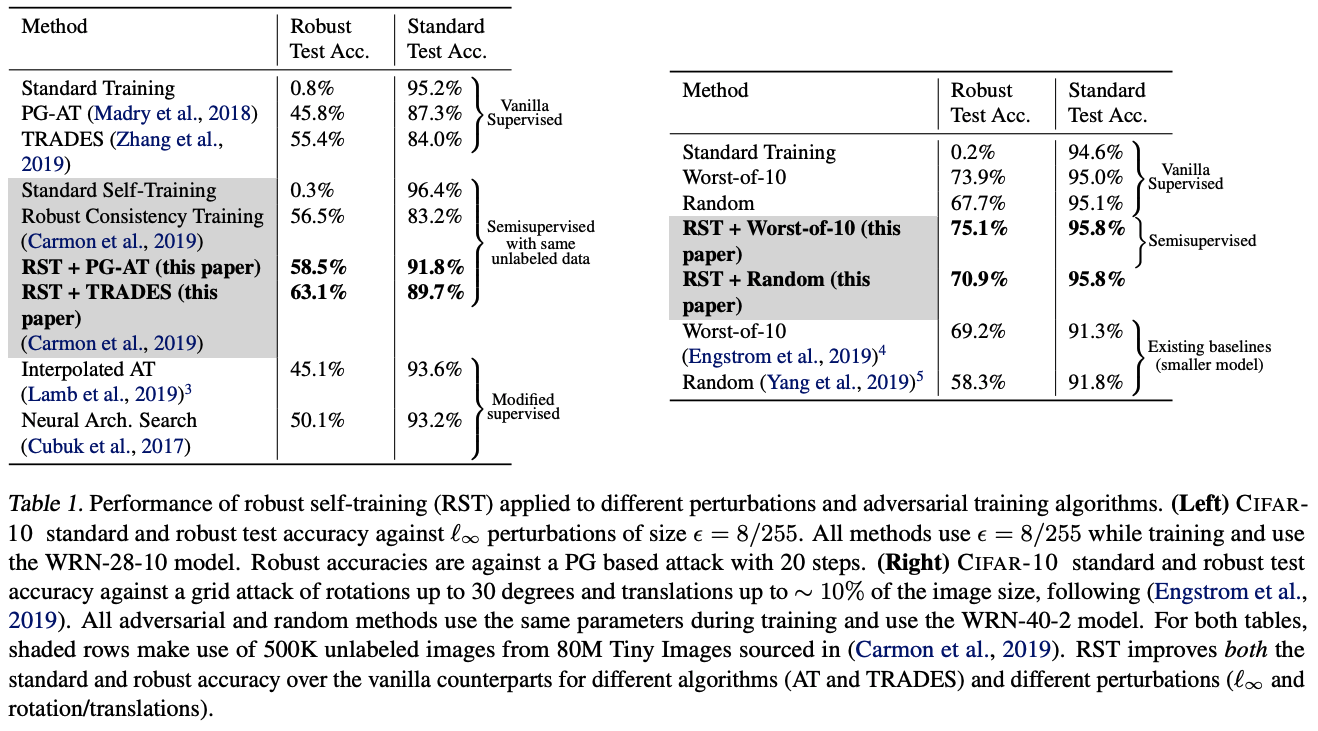 Method Robust Standard
Test Acc. Test Acc.
Standard Training 0.8% 95.2%
PG-AT (Madry et al., 2018) 45.8% 87.3%
TRADES (Zhang et al., 55.4% 84.0%
2019)
Vanilla
Supervised
Standard Self-Training 0.3% 96.4%
Robust Consistency Training 56.5% 83.2%
(Carmon et al., 2019)
RST + PG-AT (this paper) 58.5% 91.8%
RST + TRADES (this 63.1% 89.7%
paper)
(Carmon et al., 2019)
Semisupervised
with same
unlabeled data
Interpolated AT 45.1% 93.6%
(Lamb et al., 2019)³
Neural Arch. Search 50.1% 93.2%
(Cubuk et al., 2017)
Modified
supervised
Method Robust Standard
Test Acc. Test Acc.
Standard Training 0.2% 94.6%
Worst-of-10 73.9% 95.0%
Random 67.7% 95.1%
Vanilla
Supervised
RST + Worst-of-10 (this 75.1% 95.8%
paper)
RST + Random (this 70.9% 95.8%
paper)
Semisupervised
Worst-of-10 69.2% 91.3%
(Engstrom et al., 2019)⁴
Random (Yang et al., 2019)⁵ 58.3% 91.8%
Existing baselines
(smaller model)
Table 1. Performance of robust self-training (RST) applied to different perturbations and adversarial training algorithms. (Left) CIFAR-
10 standard and robust test accuracy against ℓ∞ perturbations of size ϵ = 8/255. All methods use ϵ = 8/255 while training and use
the WRN-28-10 model. Robust accuracies are against a PG based attack with 20 steps. (Right) CIFAR-10 standard and robust test
accuracy against a grid attack of rotations up to 30 degrees and translations up to ∼ 10% of the image size, following (Engstrom et al.,
2019). All adversarial and random methods use the same parameters during training and use the WRN-40-2 model. For both tables,
shaded rows make use of 500K unlabeled images from 80M Tiny Images sourced in (Carmon et al., 2019). RST improves both the
standard and robust accuracy over the vanilla counterparts for different algorithms (AT and TRADES) and different perturbations (ℓ∞ and
rotation/translations).